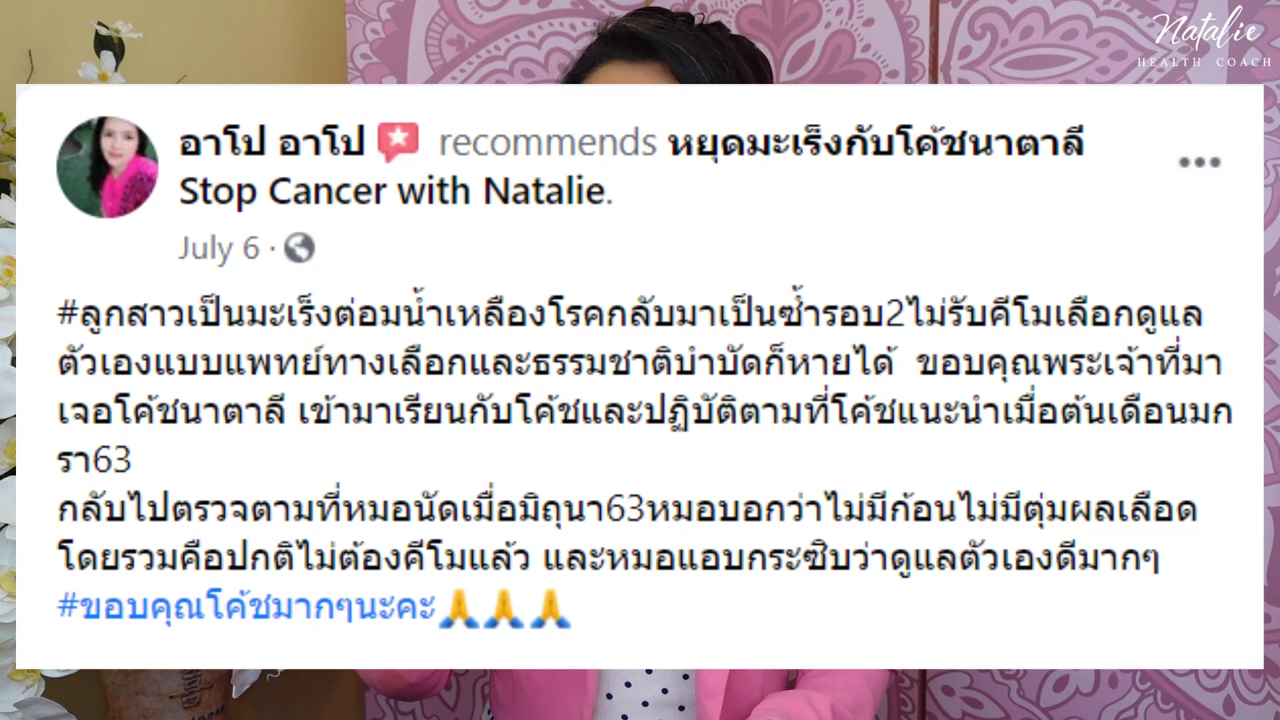 Natalie
HEALTH COACH
อาโป อาโป recommends หยุดมะเร็งกับโค้ชนาตาลี
Stop Cancer with Natalie.
July 6 ·
#ลูกสาวเป็นมะเร็งต่อมน้ำเหลืองโรคกลับมาเป็นซ้ำรอบ2ไม่รับคีโมเลือกดูแล
ตัวเองแบบแพทย์ทางเลือกและธรรมชาติบำบัดก็หายได้ ขอบคุณพระเจ้าที่มา
เจอโค้ชนาตาลี เข้ามาเรียนกับโค้ชและปฏิบัติตามที่โค้ชแนะนำเมื่อต้นเดือนมก
รา63
กลับไปตรวจตามที่หมอนัดเมื่อมิถุนา63หมอบอกว่าไม่มีก้อนไม่มีตุ่มผลเลือด
โดยรวมคือปกติไม่ต้องคีโมแล้ว และหมอแอบกระซิบว่าดูแลตัวเองดีมากๆ
#ขอบคุณโค้ชมากๆนะคะ🙏🙏🙏